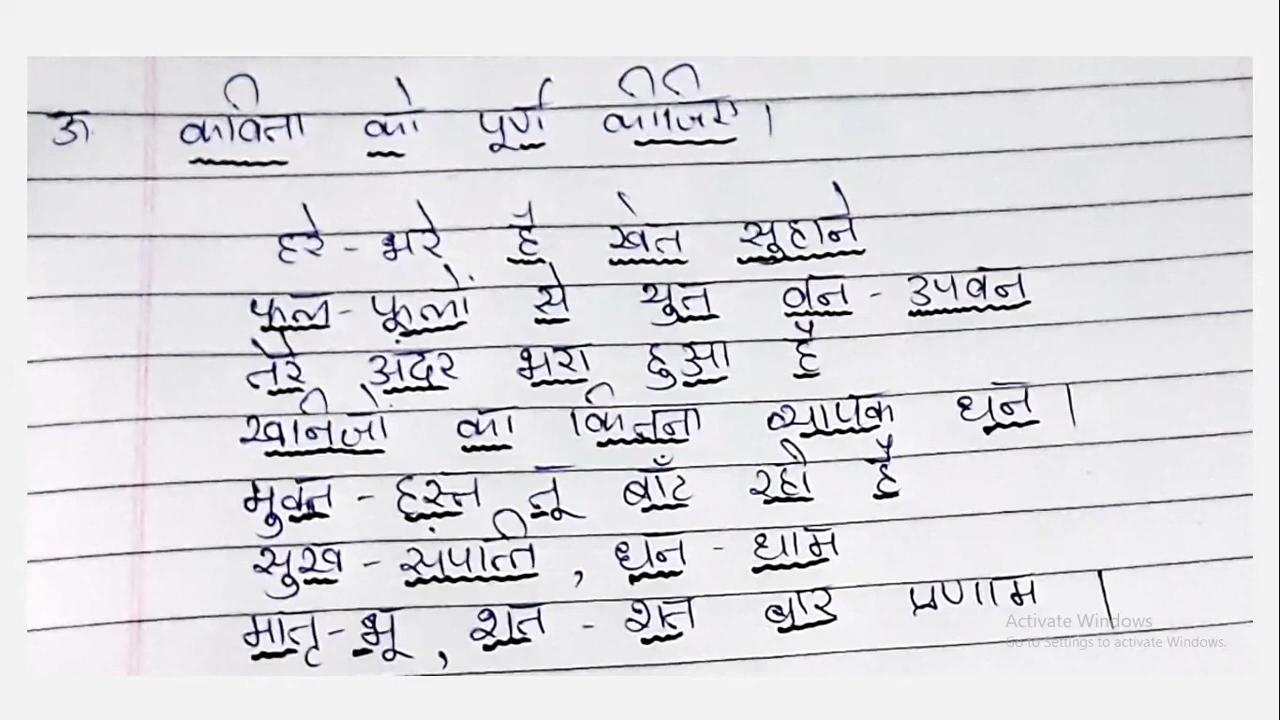 ऊ. कविता को पूर्ण कीजिए।
हरे-भरे हैं खेत सुहाने
फल-फूलों से युत वन-उपवन
तेरे अंदर भरा हुआ है
खनिजों का कितना व्यापक धन।
मुक्त-हस्त तू बाँट रही है
सुख-संपत्ति, धन-धाम
मातृ-भू, शत-शत बार प्रणाम।
Activate Windows
Go to Settings to activate Windows.